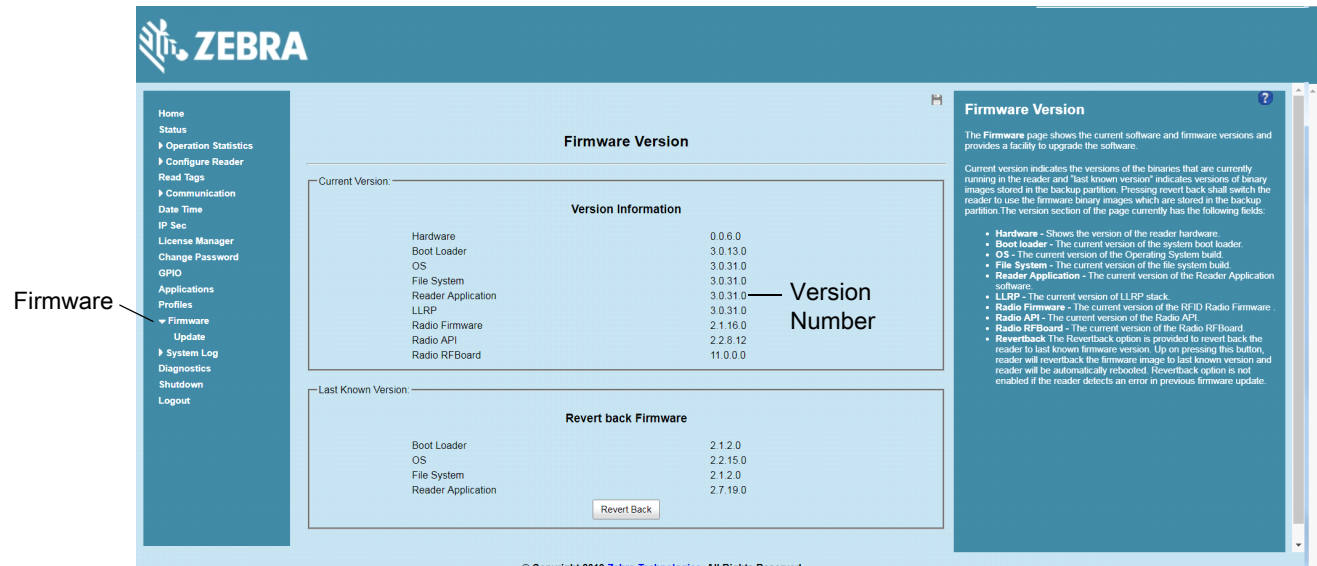 ZEBRA
Home
Status
Operation Statistics
Configure Reader
Read Tags
Communication
Date Time
IP Sec
License Manager
Change Password
GPIO
Applications
Profiles
Firmware
Update
System Log
Diagnostics
Shutdown
Logout
Firmware
Firmware Version
Current Version:
Version Information
Hardware 0.0.6.0
Boot Loader 3.0.13.0
OS 3.0.31.0
File System 3.0.31.0
Reader Application 3.0.31.0
LLRP 3.0.31.0
Radio Firmware 2.1.16.0
Radio API 2.2.8.12
Radio RFBoard 11.0.0.0
Version
Number
Last Known Version:
Revert back Firmware
Boot Loader 2.1.2.0
OS 2.2.15.0
File System 2.1.2.0
Reader Application 2.7.19.0
Revert Back
?
Firmware Version
The Firmware page shows the current software and firmware versions and
provides a facility to upgrade the software.
Current version indicates the versions of the binaries that are currently
running in the reader and "last known version" indicates versions of binary
images stored in the backup partition. Pressing revert back shall switch the
reader to use the firmware binary images which are stored in the backup
partition.The version section of the page currently has the following fields:
• Hardware - Shows the version of the reader hardware.
• Boot loader - The current version of the system boot loader.
• OS - The current version of the Operating System build.
• File System - The current version of the file system build.
• Reader Application - The current version of the Reader Application
software.
• LLRP - The current version of LLRP stack.
• Radio Firmware - The current version of the RFID Radio Firmware .
• Radio API - The current version of the Radio API.
• Radio RFBoard - The current version of the Radio RFBoard.
• Revertback The Revertback option is provided to revert back the
reader to last known firmware version. Up on pressing this button,
reader will revertback the firmware image to last known version and
reader will be automatically rebooted. Revertback option is not
enabled if the reader detects an error in previous firmware update.